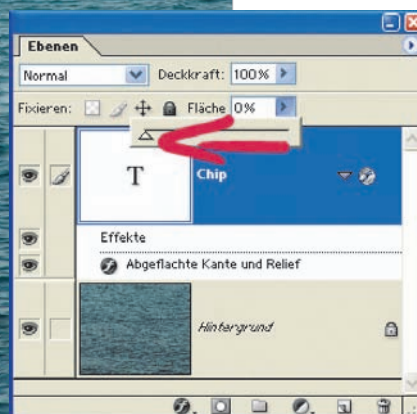 Ebenen
Normal Deckkraft: 100%
Fixieren: Fläche 0%
T Chip
Effekte
Abgeflachte Kante und Relief
Hintergrund